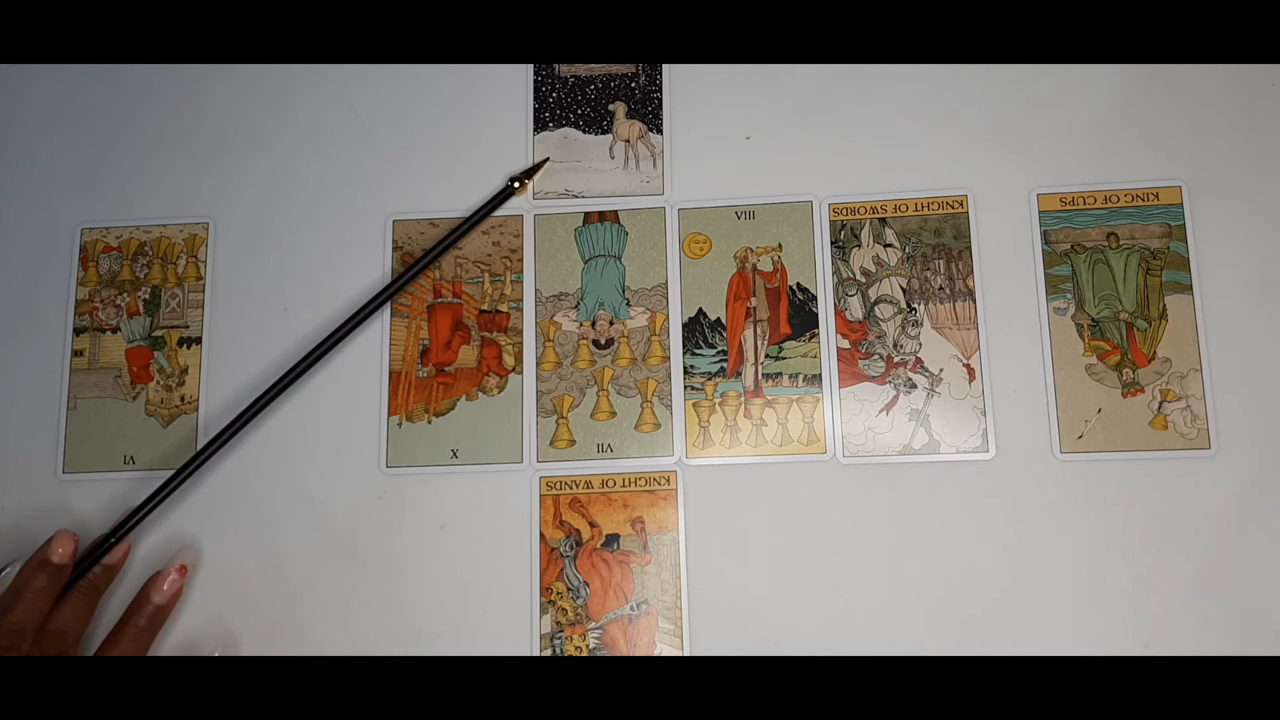 VI
X
VII
VIII
KNIGHT OF SWORDS
KING OF CUPS
KNIGHT OF WANDS